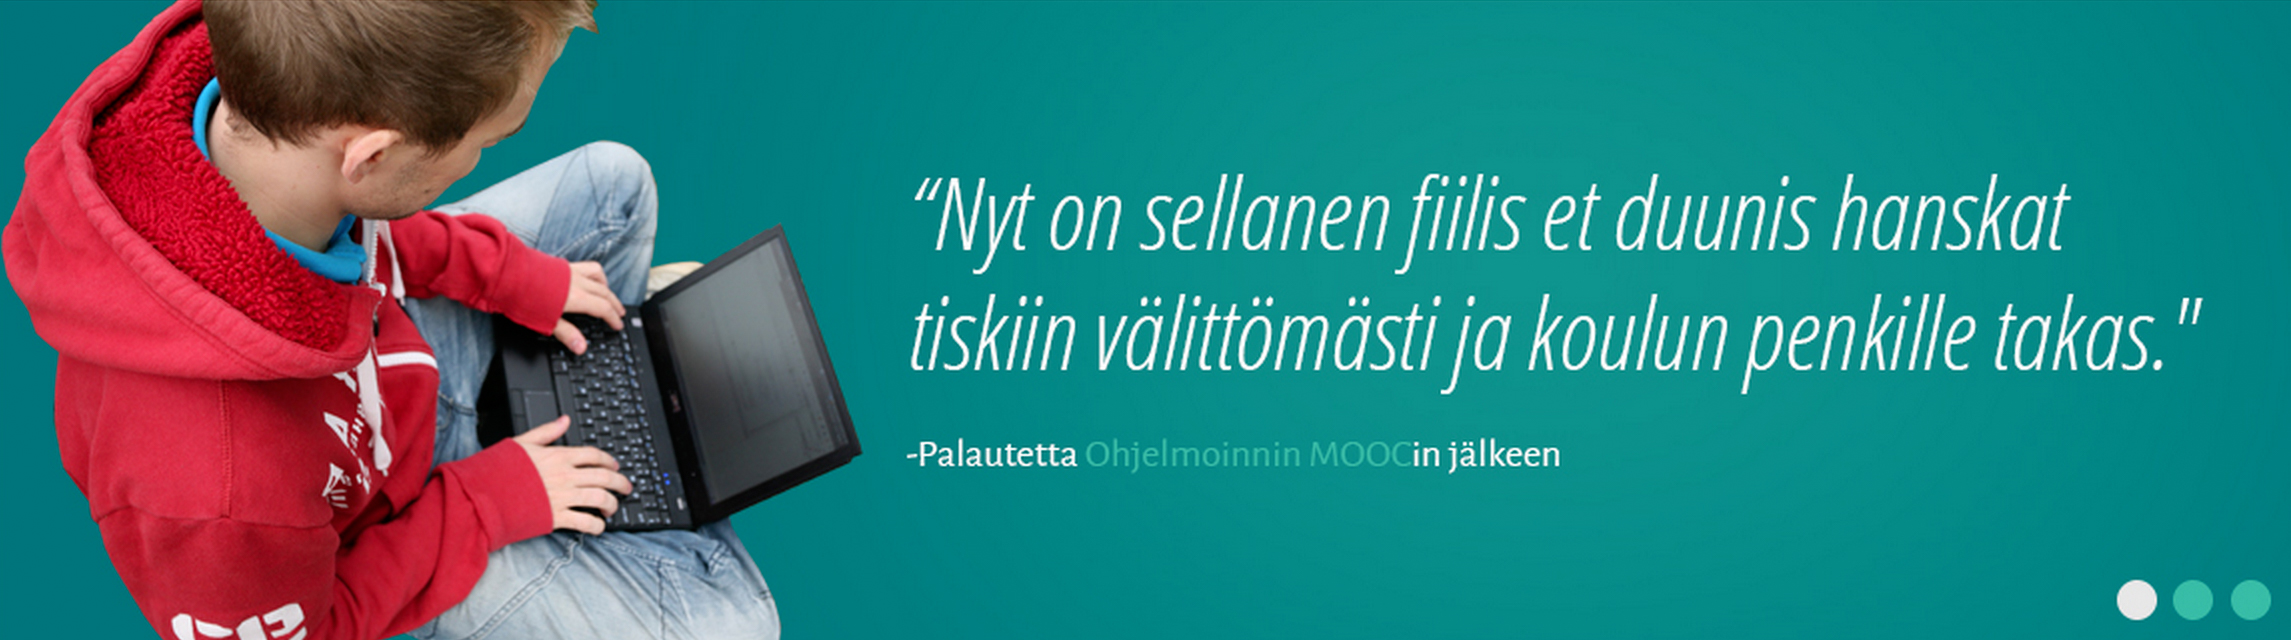 “Nyt on sellanen fiilis et duunis hanskat
tiskiin välittömästi ja koulun penkille takas."
-Palautetta Ohjelmoinnin MOOCin jälkeen